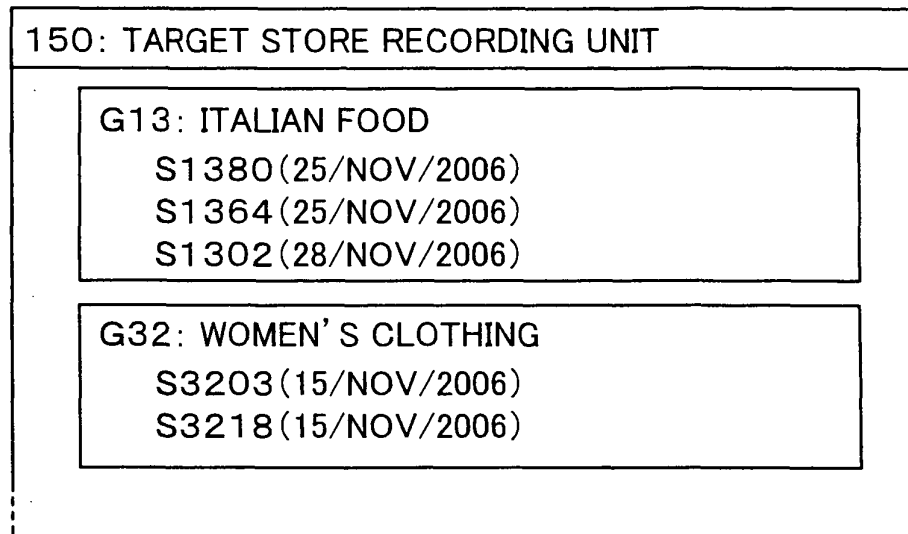 150: TARGET STORE RECORDING UNIT
G13: ITALIAN FOOD
S1380(25/NOV/2006)
S1364(25/NOV/2006)
S1302(28/NOV/2006)
G32: WOMEN'S CLOTHING
S3203(15/NOV/2006)
S3218(15/NOV/2006)